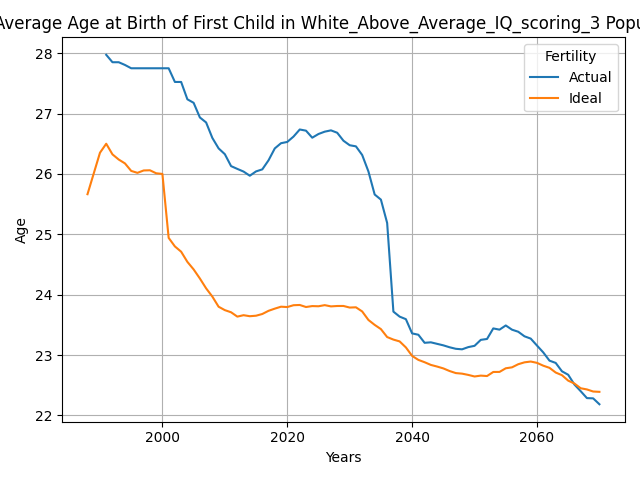 Average Age at Birth of First Child in White_Above_Average_IQ_scoring_3
Fertility
Actual
Ideal
28
27
26
25
24
23
22
Age
2000
2020
2040
2060
Years